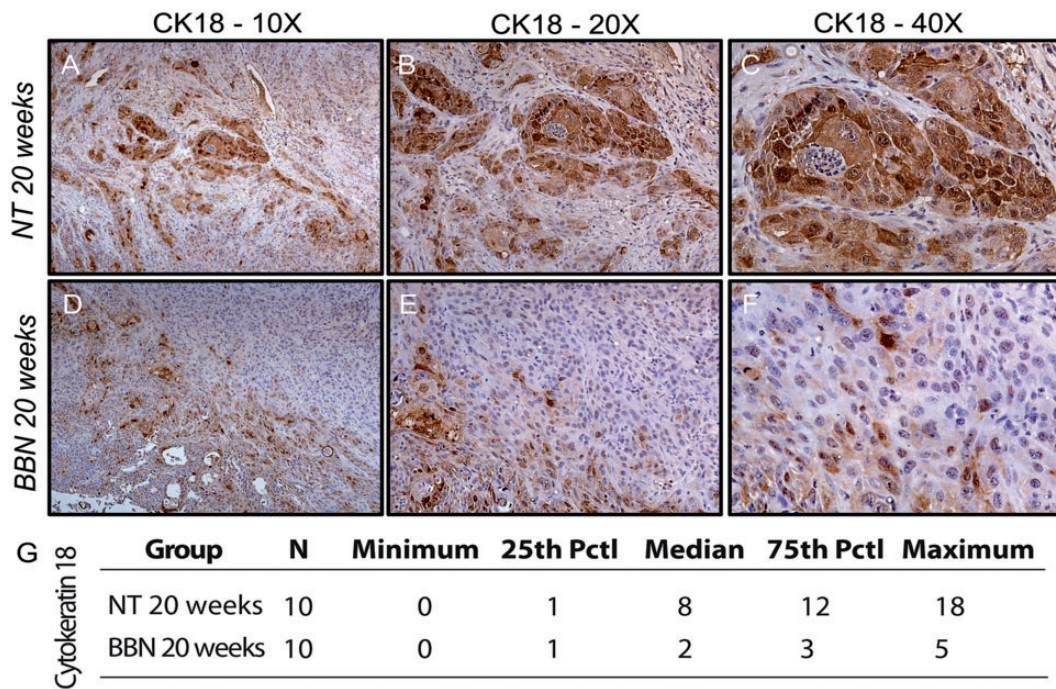 CK18 - 10X CK18 - 20X CK18 - 40X
NT 20 weeks
A B C
BBN 20 weeks
D E F
G
Cytokeratin 18
Group N Minimum 25th Pctl Median 75th Pctl Maximum
NT 20 weeks 10 0 1 8 12 18
BBN 20 weeks 10 0 1 2 3 5